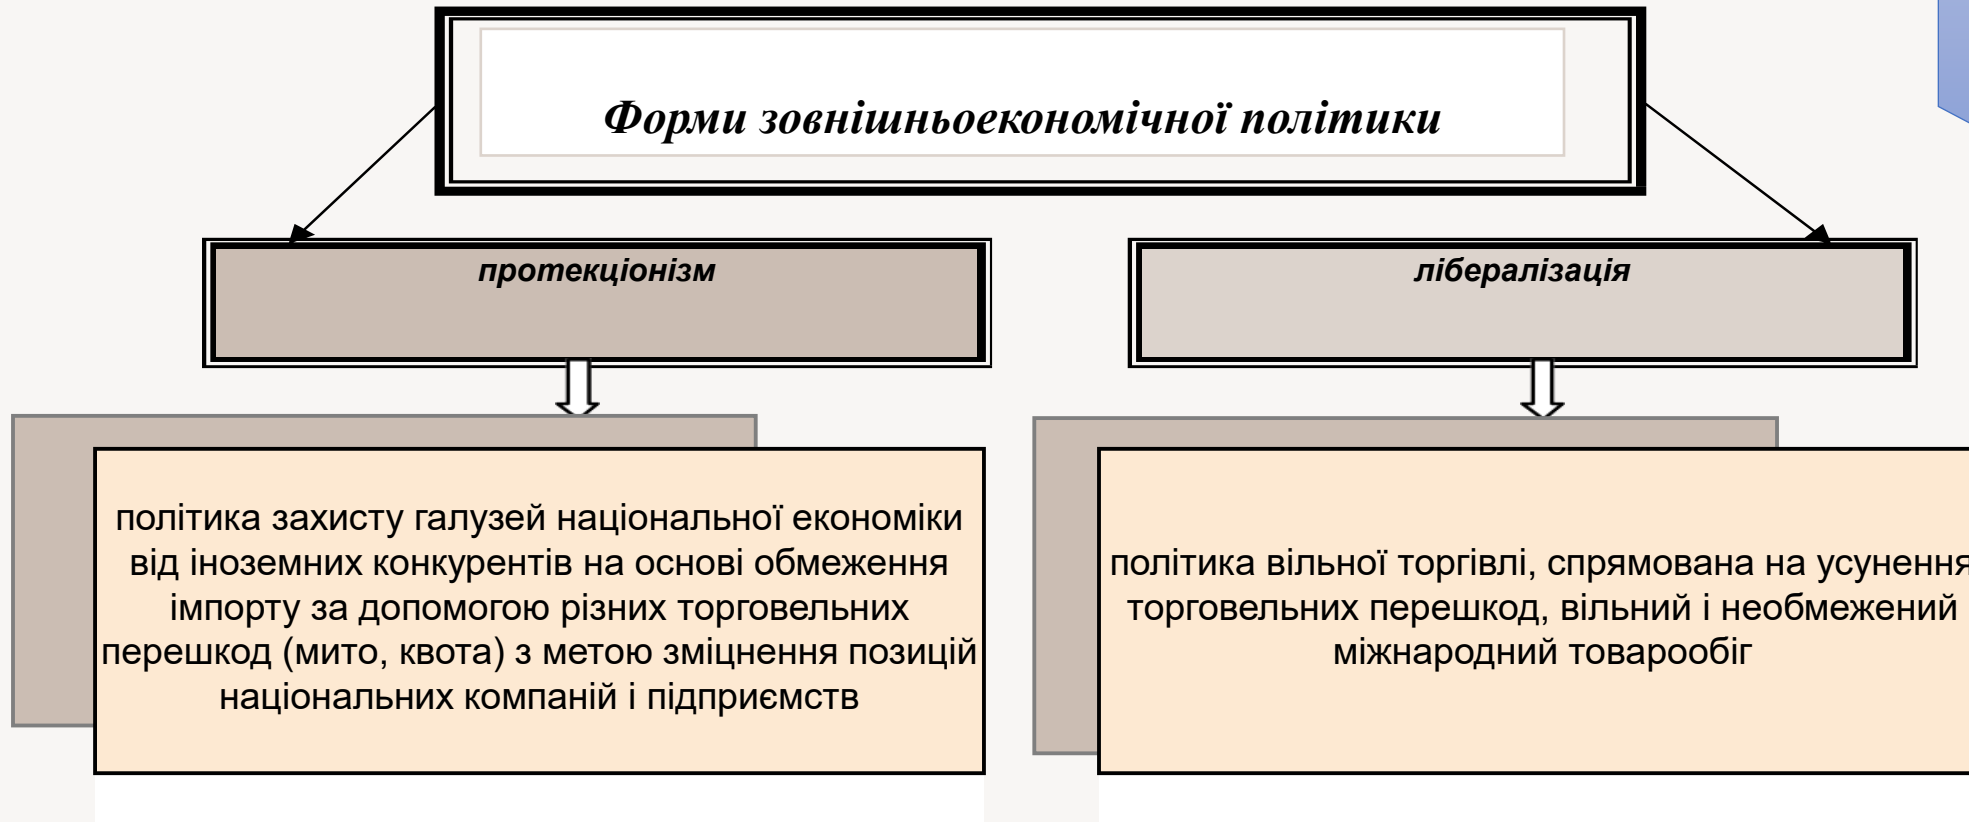 Форми зовнішньоекономічної політики
протекціонізм
лібералізація
політика захисту галузей національної економіки
від іноземних конкурентів на основі обмеження
імпорту за допомогою різних торговельних
перешкод (мито, квота) з метою зміцнення позицій
національних компаній і підприємств
політика вільної торгівлі, спрямована на усунення
торговельних перешкод, вільний і необмежений
міжнародний товарообіг